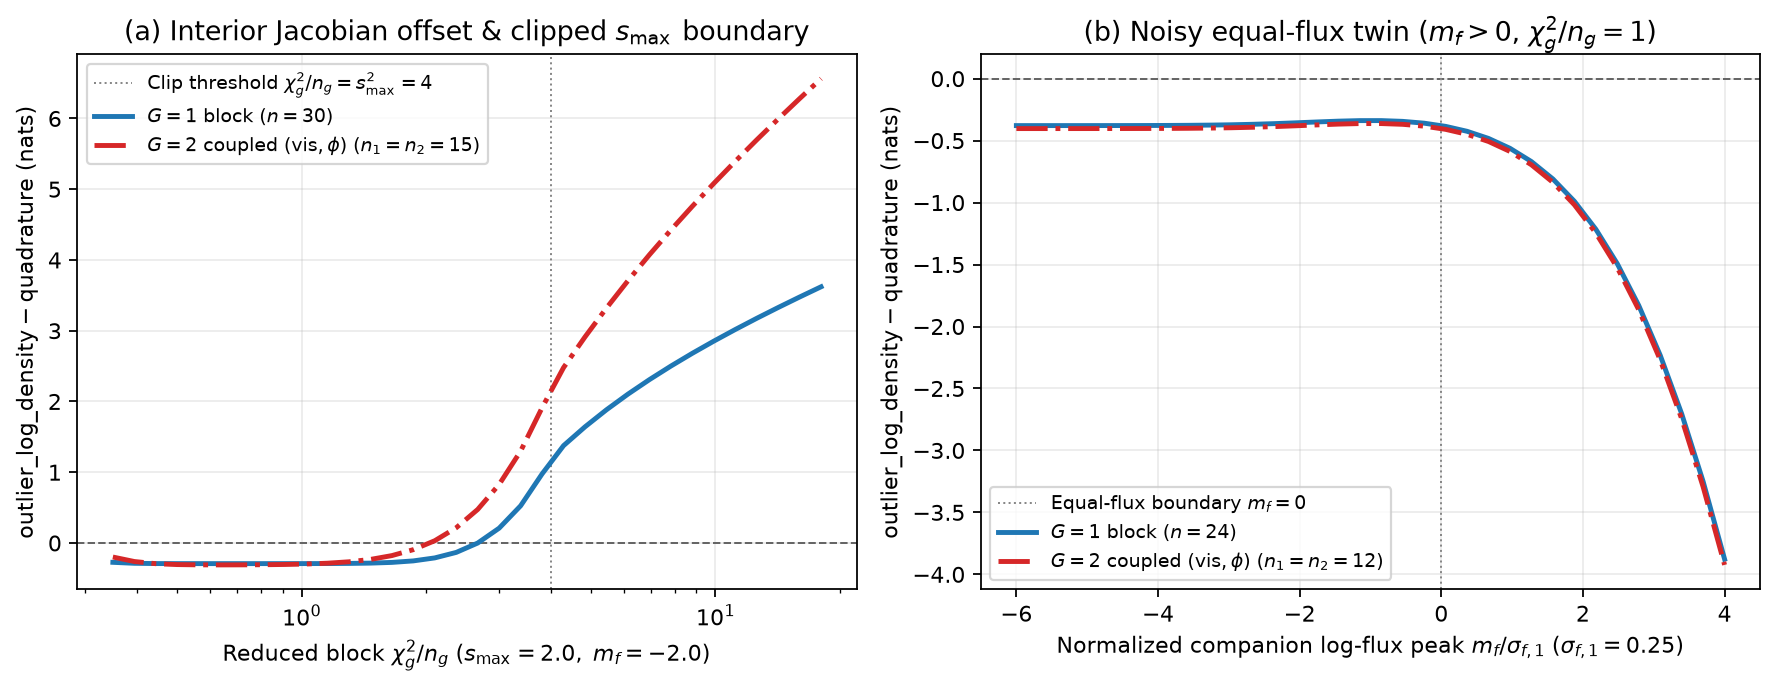 (a) Interior Jacobian offset & clipped s_max boundary
outlier_log_density − quadrature (nats)
6
5
4
3
2
1
0
Clip threshold χ_g^2/n_g = s_max^2 = 4
G = 1 block (n = 30)
G = 2 coupled (vis, ϕ) (n_1 = n_2 = 15)
10^0
10^1
Reduced block χ_g^2/n_g (s_max = 2.0, m_f = −2.0)
(b) Noisy equal-flux twin (m_f > 0, χ_g^2/n_g = 1)
outlier_log_density − quadrature (nats)
0.0
−0.5
−1.0
−1.5
−2.0
−2.5
−3.0
−3.5
−4.0
Equal-flux boundary m_f = 0
G = 1 block (n = 24)
G = 2 coupled (vis, ϕ) (n_1 = n_2 = 12)
−6
−4
−2
0
2
4
Normalized companion log-flux peak m_f/σ_{f,1} (σ_{f,1} = 0.25)